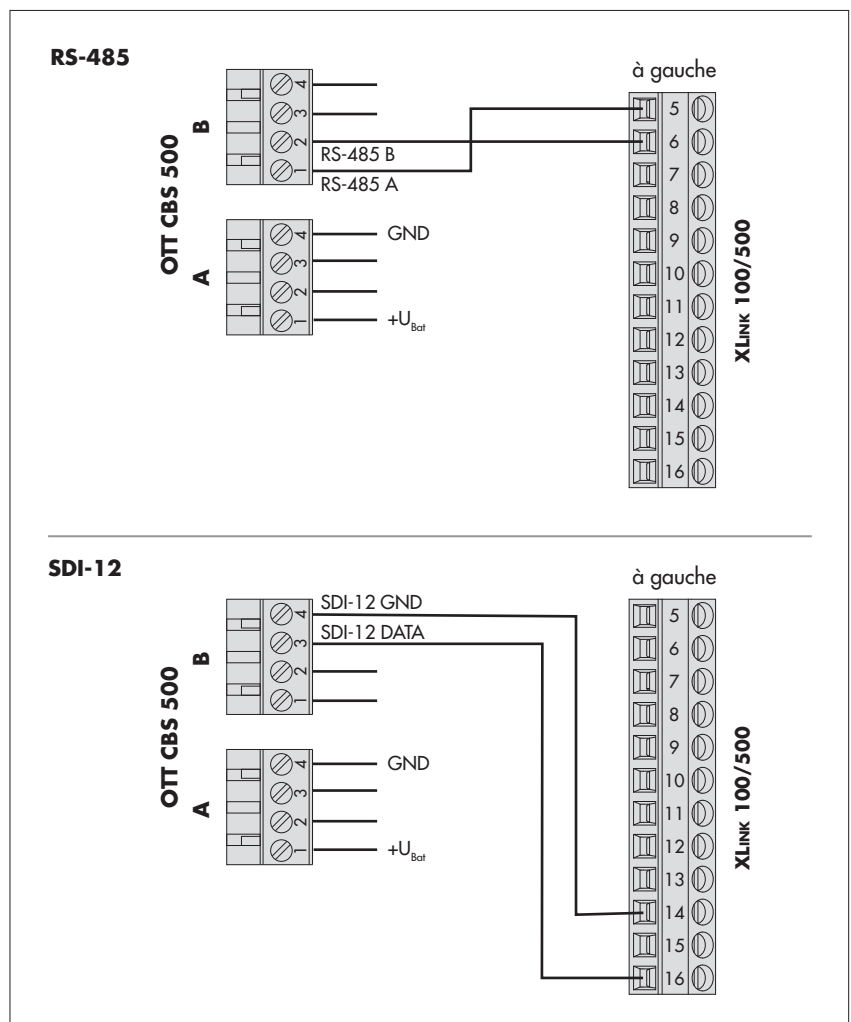 RS-485
à gauche
OTT CBS 500
B
4
3
2
1
RS-485 B
RS-485 A
A
4
3
2
1
GND
+UBat
5
6
7
8
9
10
11
12
13
14
15
16
XLINK 100/500
SDI-12
à gauche
OTT CBS 500
B
4
3
2
1
SDI-12 GND
SDI-12 DATA
A
4
3
2
1
GND
+UBat
5
6
7
8
9
10
11
12
13
14
15
16
XLINK 100/500